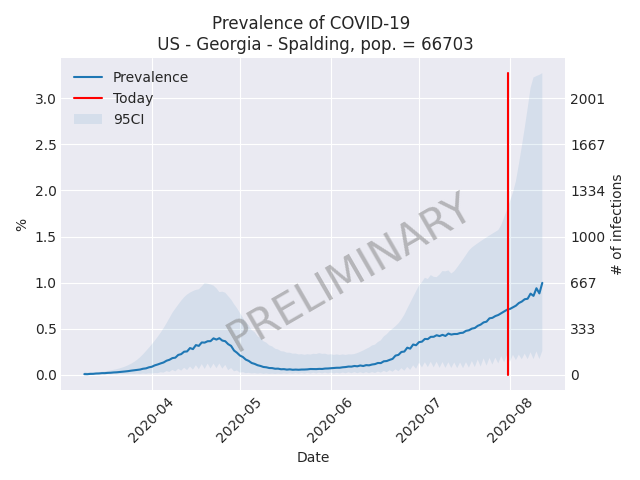 Prevalence of COVID-19
US - Georgia - Spalding, pop. = 66703
Prevalence
Today
95CI
PRELIMINARY
%
3.0
2.5
2.0
1.5
1.0
0.5
0.0
2001
1667
1334
1000
667
333
0
# of infections
2020-04
2020-05
2020-06
2020-07
2020-08
Date